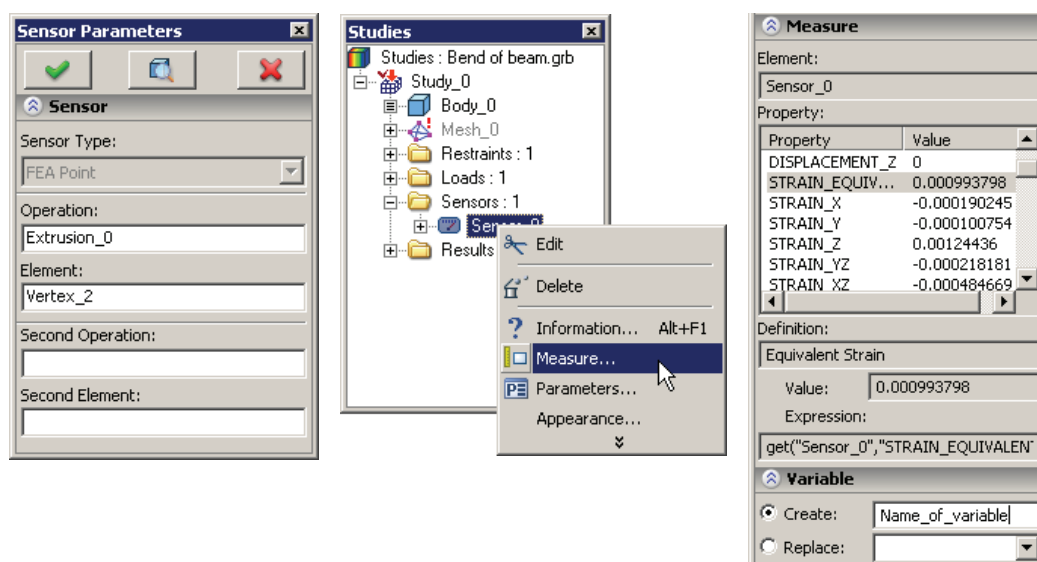 Sensor Parameters
Sensor
Sensor Type:
FEA Point
Operation:
Extrusion_0
Element:
Vertex_2
Second Operation:
Second Element:
Studies
Studies : Bend of beam.grb
Study_0
Body_0
Mesh_0
Restraints : 1
Loads : 1
Sensors : 1
Sensor_0
Results
Edit
Delete
Information... Alt+F1
Measure...
Parameters...
Appearance...
Measure
Element:
Sensor_0
Property:
Property Value
DISPLACEMENT_Z 0
STRAIN_EQUIV... 0.000993798
STRAIN_X -0.000190245
STRAIN_Y -0.000100754
STRAIN_Z 0.00124436
STRAIN_YZ -0.000218181
STRAIN_XZ -0.000484669
Definition:
Equivalent Strain
Value: 0.000993798
Expression:
get("Sensor_0","STRAIN_EQUIVALENT
Variable
Create: Name_of_variable
Replace: